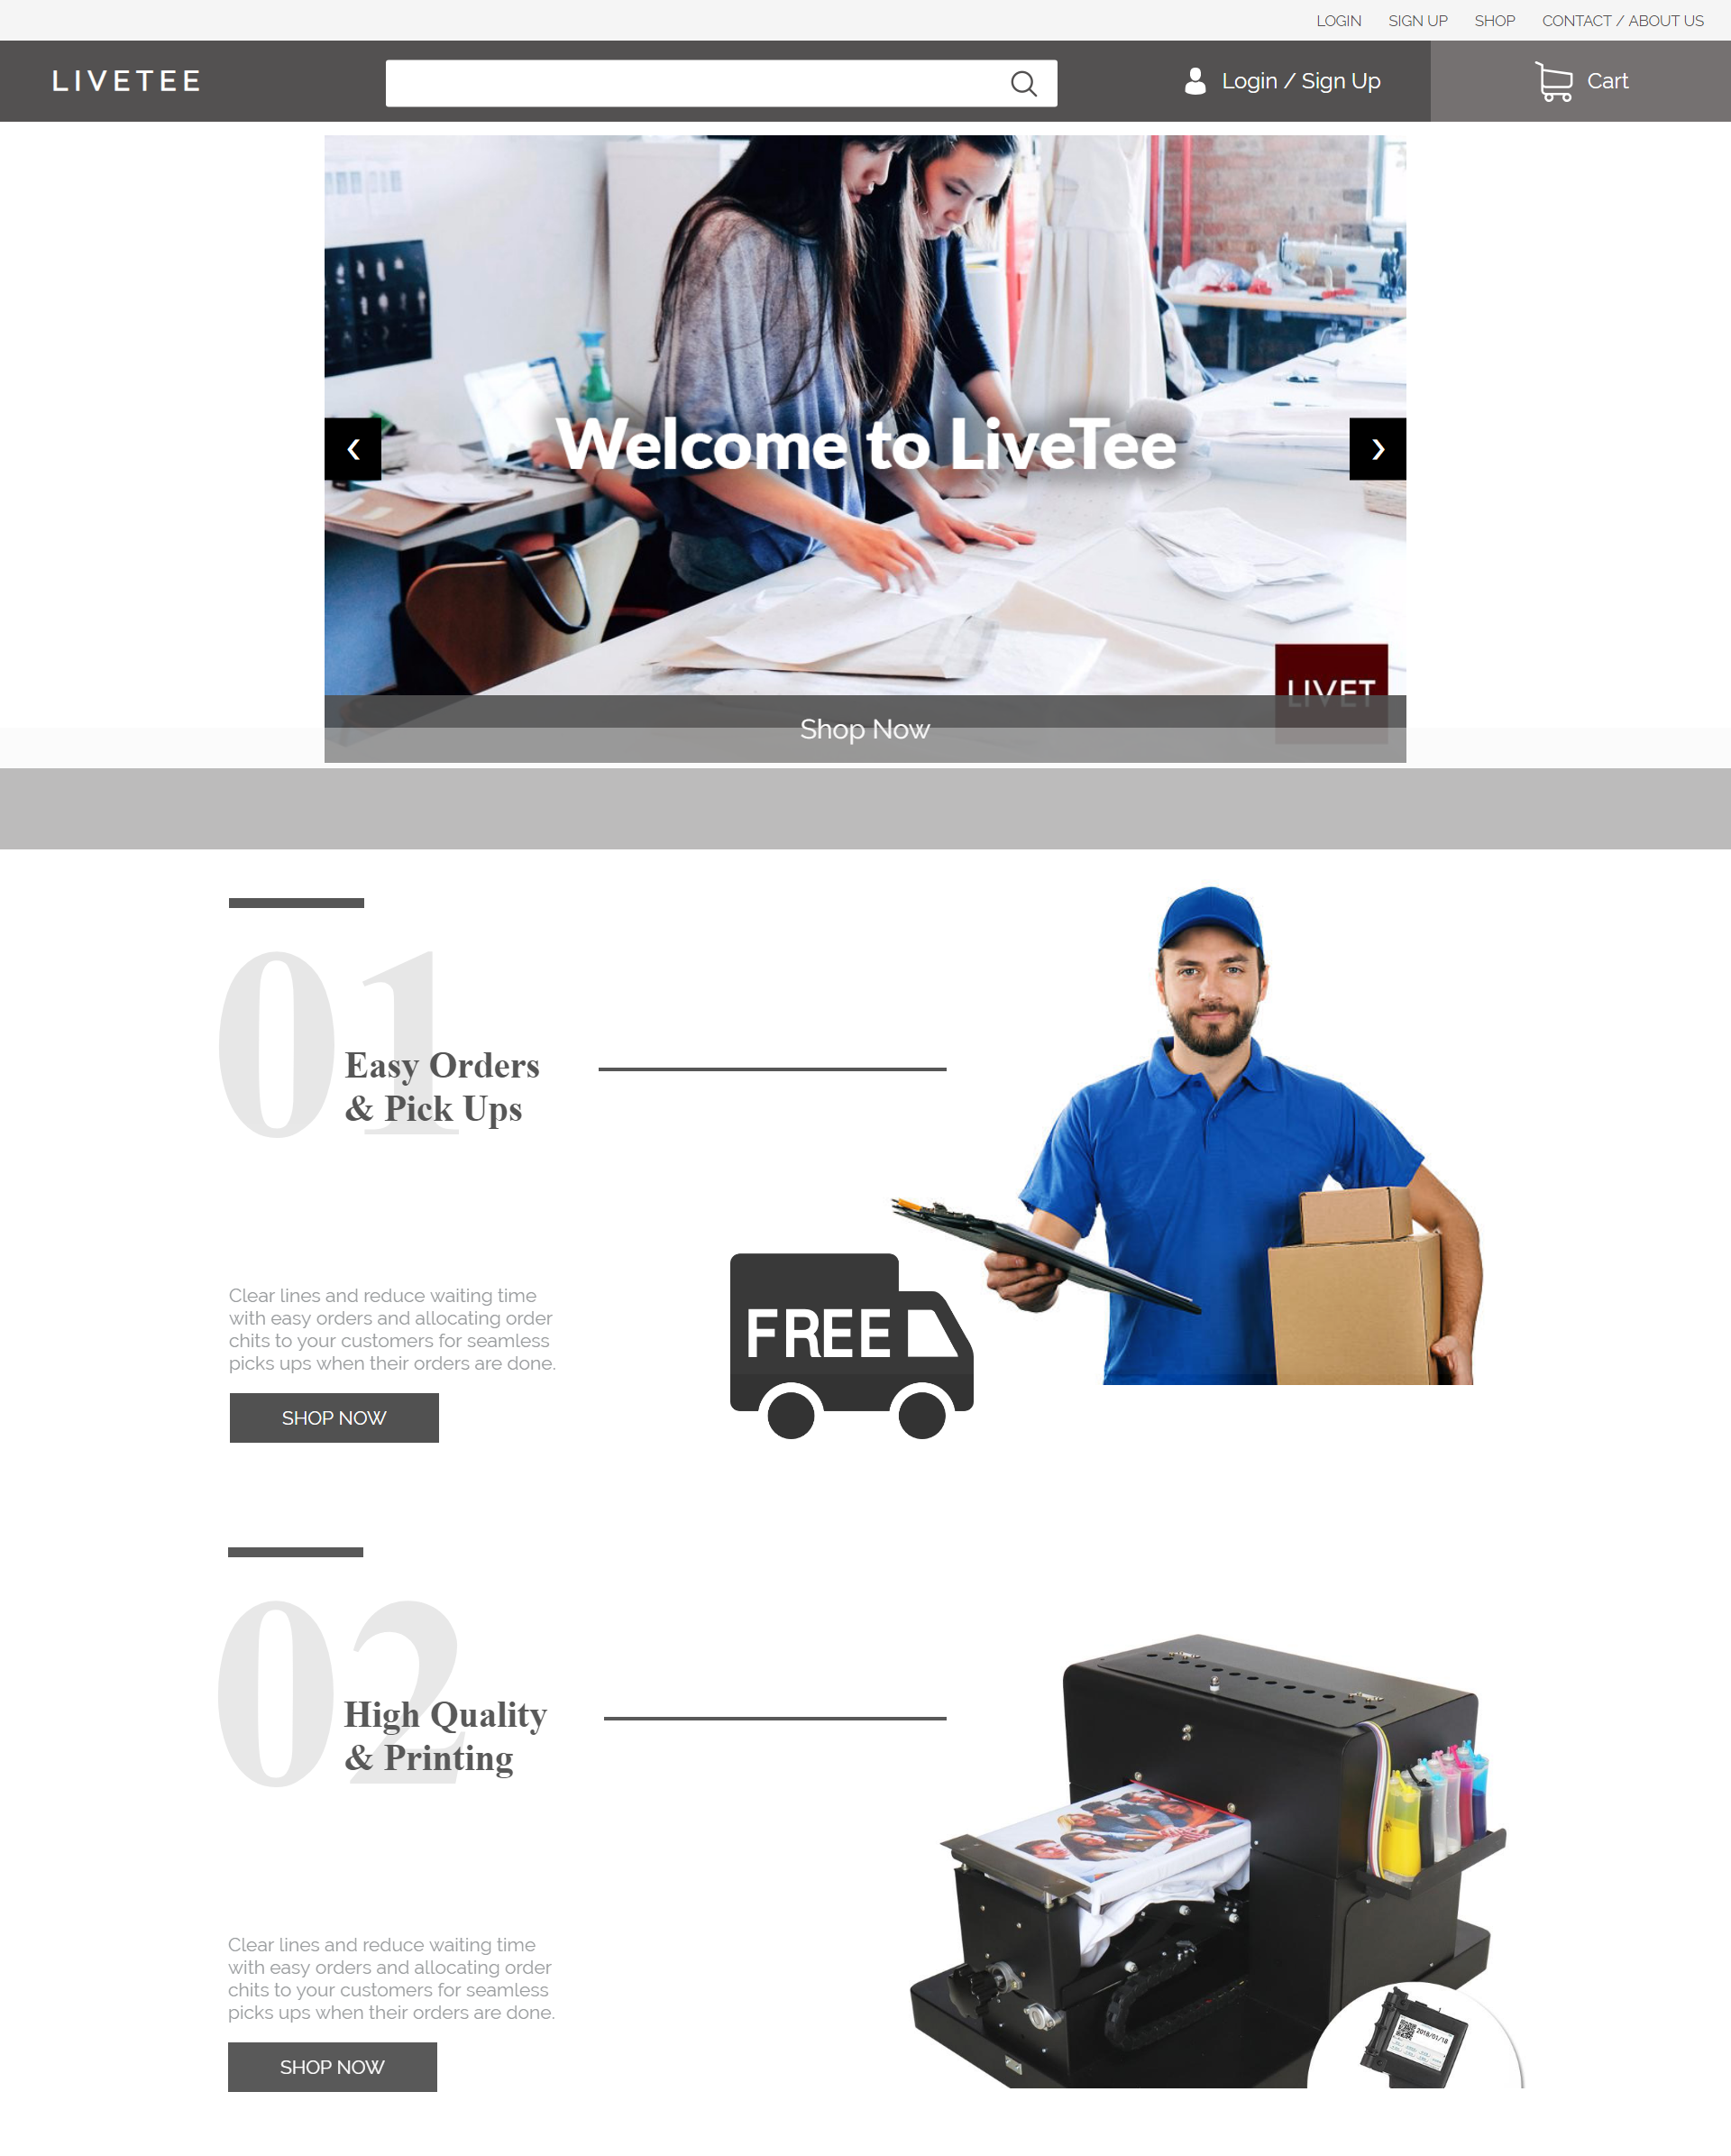 LOGIN SIGN UP SHOP CONTACT / ABOUT US
LIVETEE
Login / Sign Up
Cart
Welcome to LiveTee
LIVET
Shop Now
01
Easy Orders
& Pick Ups
Clear lines and reduce waiting time
with easy orders and allocating order
chits to your customers for seamless
picks ups when their orders are done.
SHOP NOW
FREE
02
High Quality
& Printing
Clear lines and reduce waiting time
with easy orders and allocating order
chits to your customers for seamless
picks ups when their orders are done.
SHOP NOW
2018/01/18